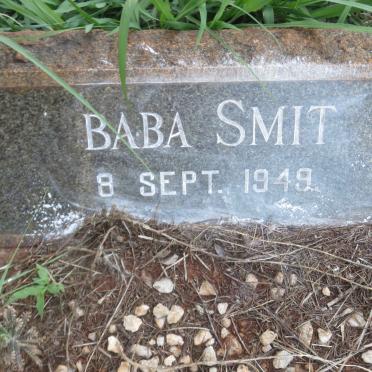 BABA SMIT
8 SEPT. 1949.